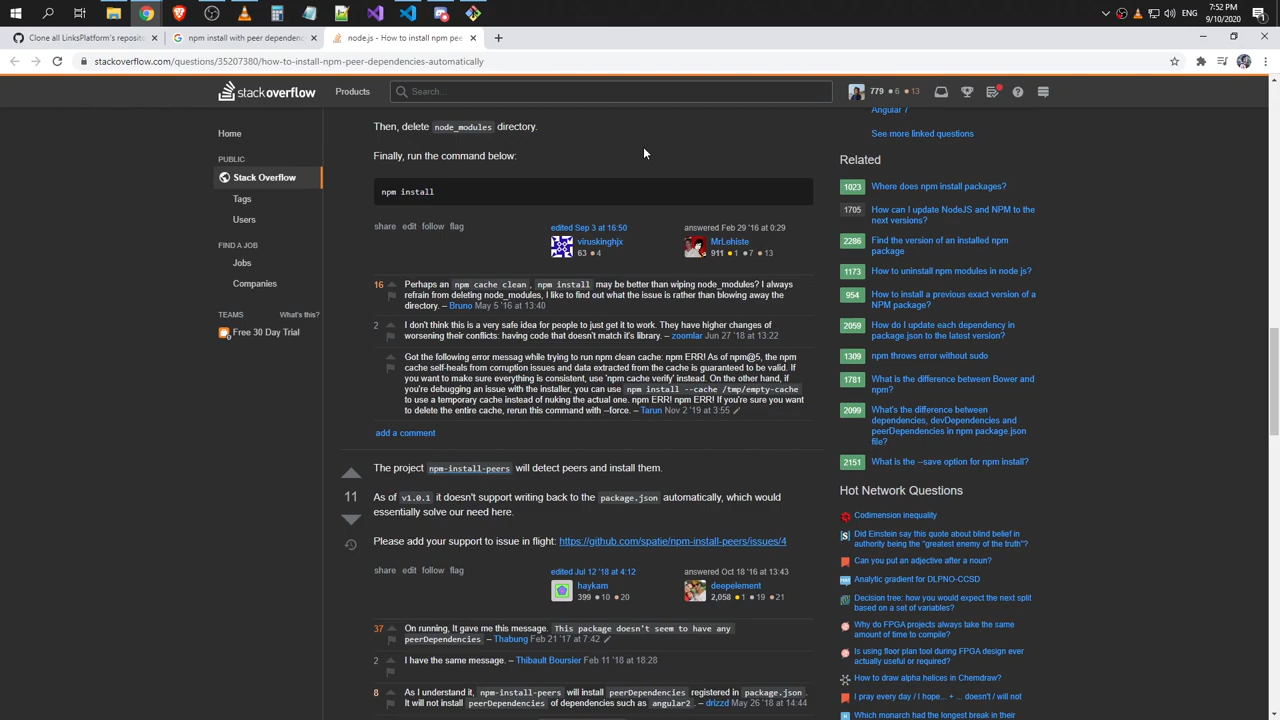 7:52 PM
ENG
9/10/2020
Clone all LinksPlatform's reposito
npm install with peer dependenc
node.js - How to install npm pee
stackoverflow.com/questions/35207380/how-to-install-npm-peer-dependencies-automatically
stackoverflow
Products
Search...
779 6 13
Home
PUBLIC
Stack Overflow
Tags
Users
FIND A JOB
Jobs
Companies
TEAMS What's this?
Free 30 Day Trial
Then, delete node_modules directory.
Finally, run the command below:
npm install
share edit follow flag
edited Sep 3 at 16:50
viruskinghjx
63 4
answered Feb 29 '16 at 0:29
MrLehiste
911 1 7 13
16 Perhaps an npm cache clean, npm install may be better than wiping node_modules? I always
refrain from deleting node_modules, I like to find out what the issue is rather than blowing away the
directory. – Bruno May 5 '16 at 13:40
2 I don't think this is a very safe idea for people to just get it to work. They have higher changes of
worsening their conflicts: having code that doesn't match it's library. – zoomlar Jun 27 '18 at 13:22
Got the following error messag while trying to run npm clean cache: npm ERR! As of npm@5, the npm
cache self-heals from corruption issues and data extracted from the cache is guaranteed to be valid. If
you want to make sure everything is consistent, use 'npm cache verify' instead. On the other hand, if
you're debugging an issue with the installer, you can use npm install --cache /tmp/empty-cache
to use a temporary cache instead of nuking the actual one. npm ERR! npm ERR! If you're sure you want
to delete the entire cache, rerun this command with --force. – Tarun Nov 2 '19 at 3:55
add a comment
The project npm-install-peers will detect peers and install them.
11
As of v1.0.1 it doesn't support writing back to the package.json automatically, which would
essentially solve our need here.
Please add your support to issue in flight: https://github.com/spatie/npm-install-peers/issues/4
share edit follow flag
edited Jul 12 '18 at 4:12
haykam
399 10 20
answered Oct 18 '16 at 13:43
deepelement
2,058 1 19 21
37 On running, It gave me this message. This package doesn't seem to have any
peerDependencies – Thabung Feb 21 '17 at 7:42
2 I have the same message. – Thibault Boursier Feb 11 '18 at 18:28
8 As I understand it, npm-install-peers will install peerDependencies registered in package.json.
It will not install peerDependencies of dependencies such as angular2. – drizzd May 26 '18 at 14:44
Angular 7
See more linked questions
Related
1023 Where does npm install packages?
1705 How can I update NodeJS and NPM to the
next versions?
2286 Find the version of an installed npm
package
1173 How to uninstall npm modules in node js?
954 How to install a previous exact version of a
NPM package?
2059 How do I update each dependency in
package.json to the latest version?
1309 npm throws error without sudo
1781 What is the difference between Bower and
npm?
2099 What's the difference between
dependencies, devDependencies and
peerDependencies in npm package.json
file?
2151 What is the --save option for npm install?
Hot Network Questions
Codimension inequality
Did Einstein say this quote about blind belief in
authority being the "greatest enemy of the truth"?
Can you put an adjective after a noun?
Analytic gradient for DLPNO-CCSD
Decision tree: how you would expect the next split
based on a set of variables?
Why do FPGA projects always take the same
amount of time to compile?
Is using floor plan tool during FPGA design ever
actually useful or required?
How to draw alpha helices in Chemdraw?
I pray every day / I hope... + ... doesn't / will not
Which monarch had the longest break in their